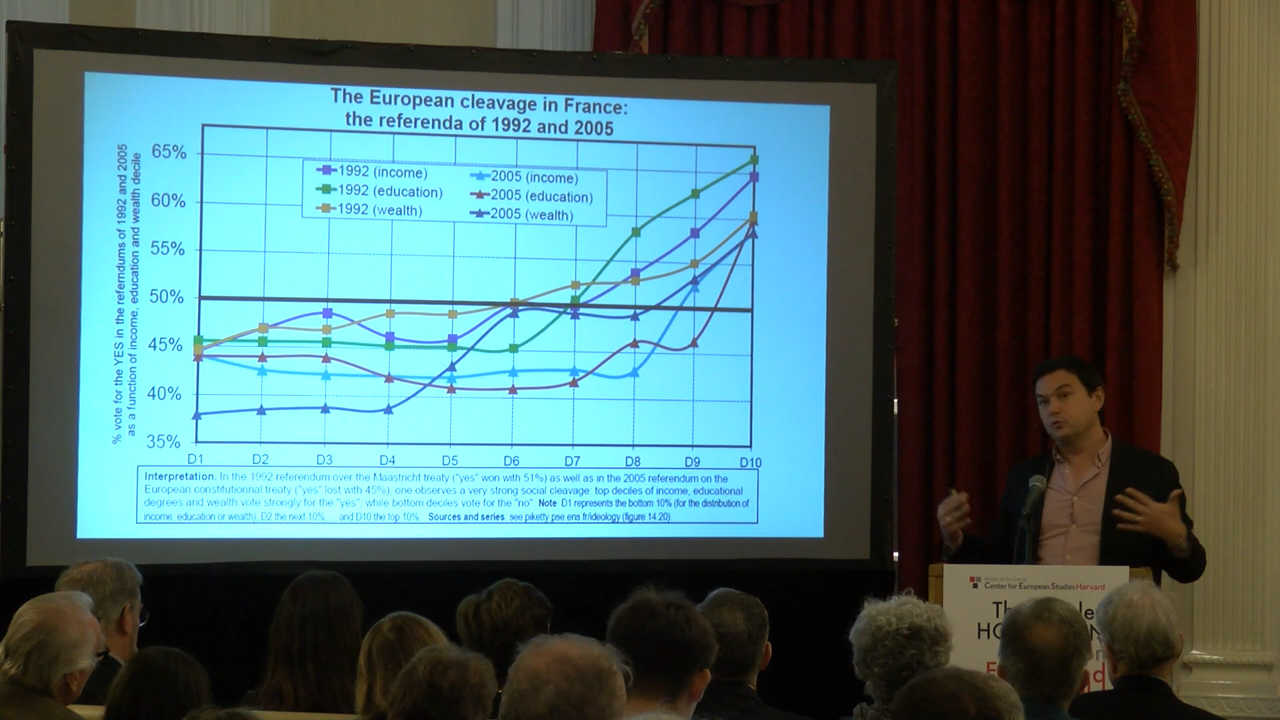 The European cleavage in France:
the referenda of 1992 and 2005
% vote for the YES in the referndums of 1992 and 2005
as a function of income, education and wealth decile
65%
60%
55%
50%
45%
40%
35%
1992 (income)
1992 (education)
1992 (wealth)
2005 (income)
2005 (education)
2005 (wealth)
D1 D2 D3 D4 D5 D6 D7 D8 D9 D10
Interpretation. In the 1992 referendum over the Maastricht treaty ("yes" won with 51%) as well as in the 2005 referendum on the
European constitutionnal treaty ("yes" lost with 45%), one observes a very strong social cleavage: top deciles of income, educational
degrees and wealth vote strongly for the "yes", while bottom deciles vote for the "no". Note. D1 represents the bottom 10% (for the distribution of
income, education or wealth), D2 the next 10%, ... and D10 the top 10%. Sources and series: see piketty.pse.ens.fr/ideology (figure 14.20)
Center for European Studies Harvard